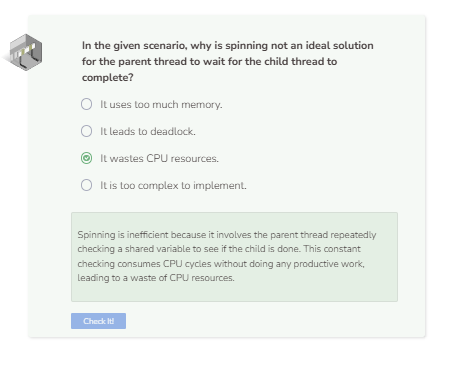 In the given scenario, why is spinning not an ideal solution
for the parent thread to wait for the child thread to
complete?
It uses too much memory.
It leads to deadlock.
It wastes CPU resources.
It is too complex to implement.
Spinning is inefficient because it involves the parent thread repeatedly
checking a shared variable to see if the child is done. This constant
checking consumes CPU cycles without doing any productive work,
leading to a waste of CPU resources.
Check It!